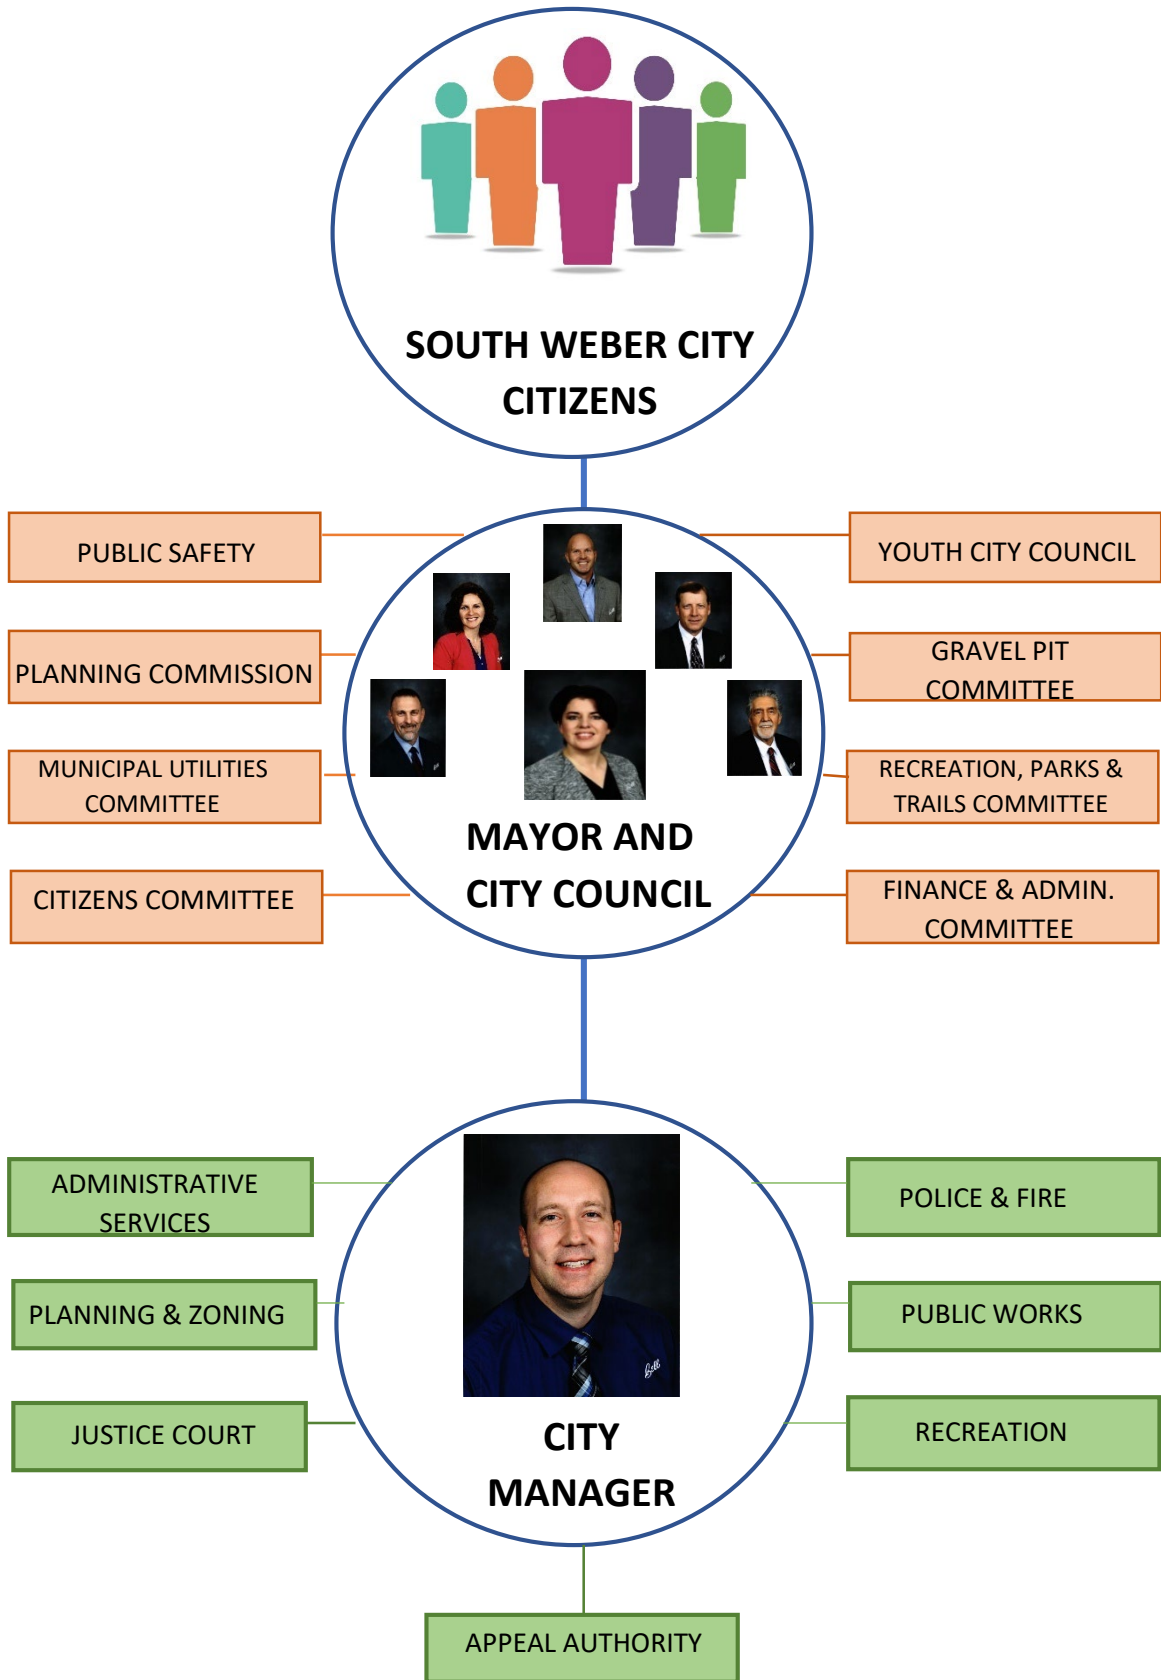 SOUTH WEBER CITY
CITIZENS
PUBLIC SAFETY
YOUTH CITY COUNCIL
PLANNING COMMISSION
GRAVEL PIT
COMMITTEE
MUNICIPAL UTILITIES
COMMITTEE
RECREATION, PARKS &
TRAILS COMMITTEE
MAYOR AND
CITY COUNCIL
CITIZENS COMMITTEE
FINANCE & ADMIN.
COMMITTEE
ADMINISTRATIVE
SERVICES
POLICE & FIRE
PLANNING & ZONING
PUBLIC WORKS
Bell
JUSTICE COURT
RECREATION
CITY
MANAGER
APPEAL AUTHORITY